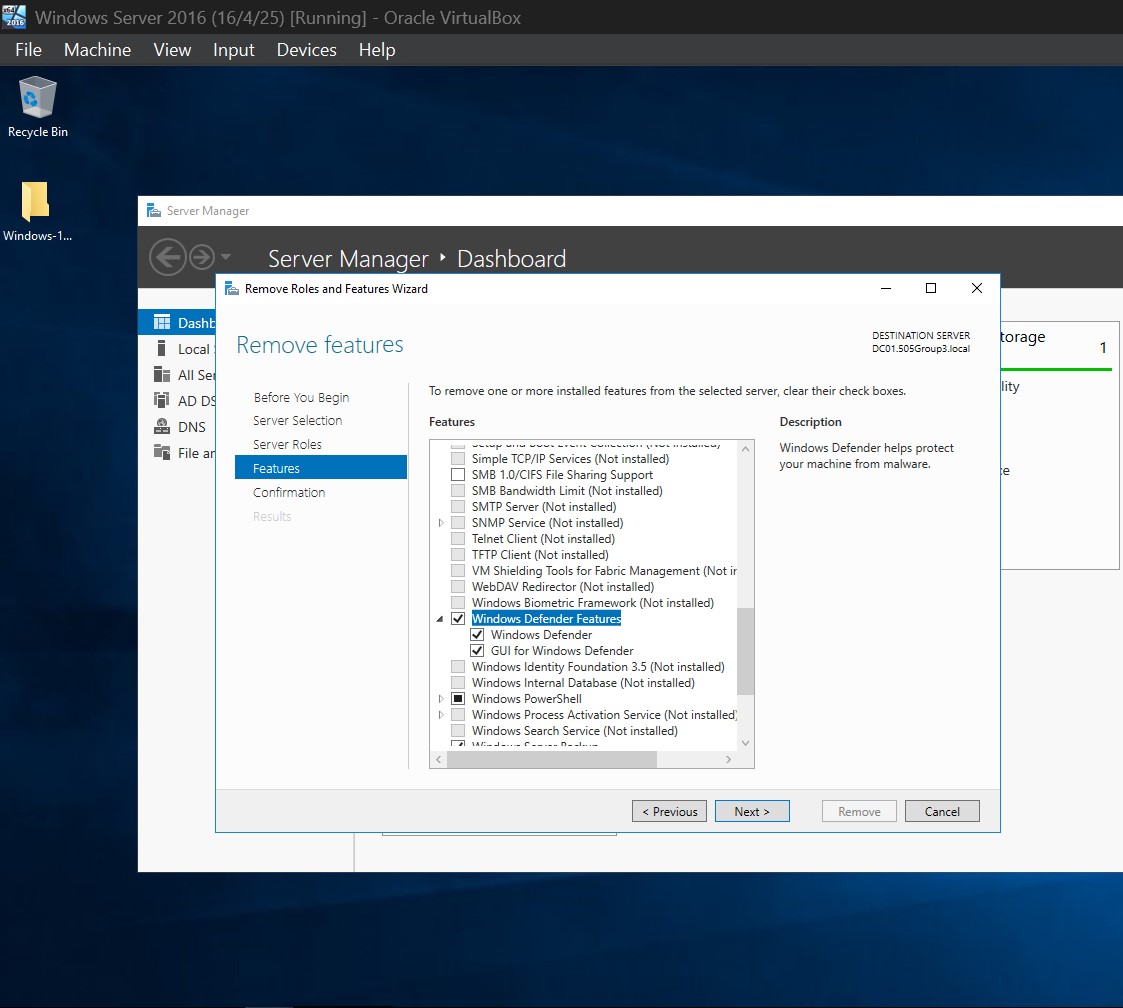 Windows Server 2016 (16/4/25) [Running] - Oracle VirtualBox
File Machine View Input Devices Help
Recycle Bin
Windows-1...
Server Manager
Server Manager Dashboard
Remove Roles and Features Wizard
Dashb
Local
All Ser
AD DS
DNS
File an
Remove features
DESTINATION SERVER
DC01.505Group3.local
Before You Begin
Server Selection
Server Roles
Features
Confirmation
Results
To remove one or more installed features from the selected server, clear their check boxes.
Features
Setup and Boot Event Collection (Not installed)
Simple TCP/IP Services (Not installed)
SMB 1.0/CIFS File Sharing Support
SMB Bandwidth Limit (Not installed)
SMTP Server (Not installed)
SNMP Service (Not installed)
Telnet Client (Not installed)
TFTP Client (Not installed)
VM Shielding Tools for Fabric Management (Not in
WebDAV Redirector (Not installed)
Windows Biometric Framework (Not installed)
Windows Defender Features
Windows Defender
GUI for Windows Defender
Windows Identity Foundation 3.5 (Not installed)
Windows Internal Database (Not installed)
Windows PowerShell
Windows Process Activation Service (Not installed)
Windows Search Service (Not installed)
Windows Server Backup
Description
Windows Defender helps protect
your machine from malware.
torage
1
lity
ce
< Previous Next > Remove Cancel